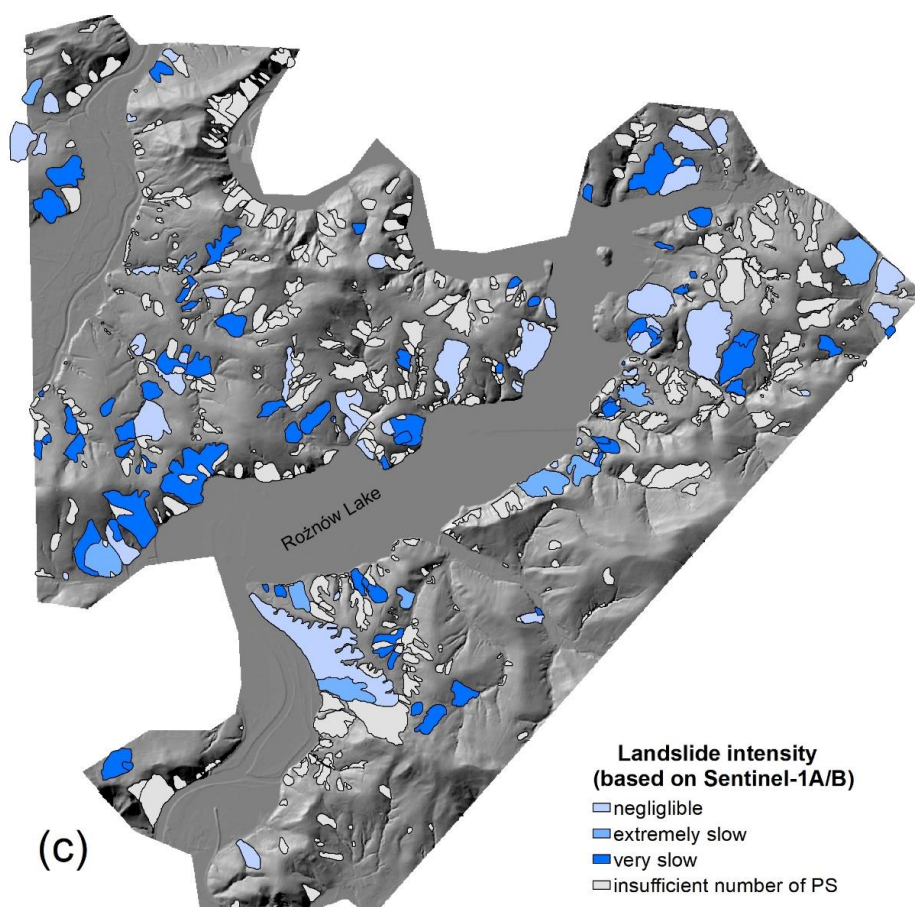 Rożnów Lake
Landslide intensity
(based on Sentinel-1A/B)
negliglible
extremely slow
very slow
insufficient number of PS
(c)